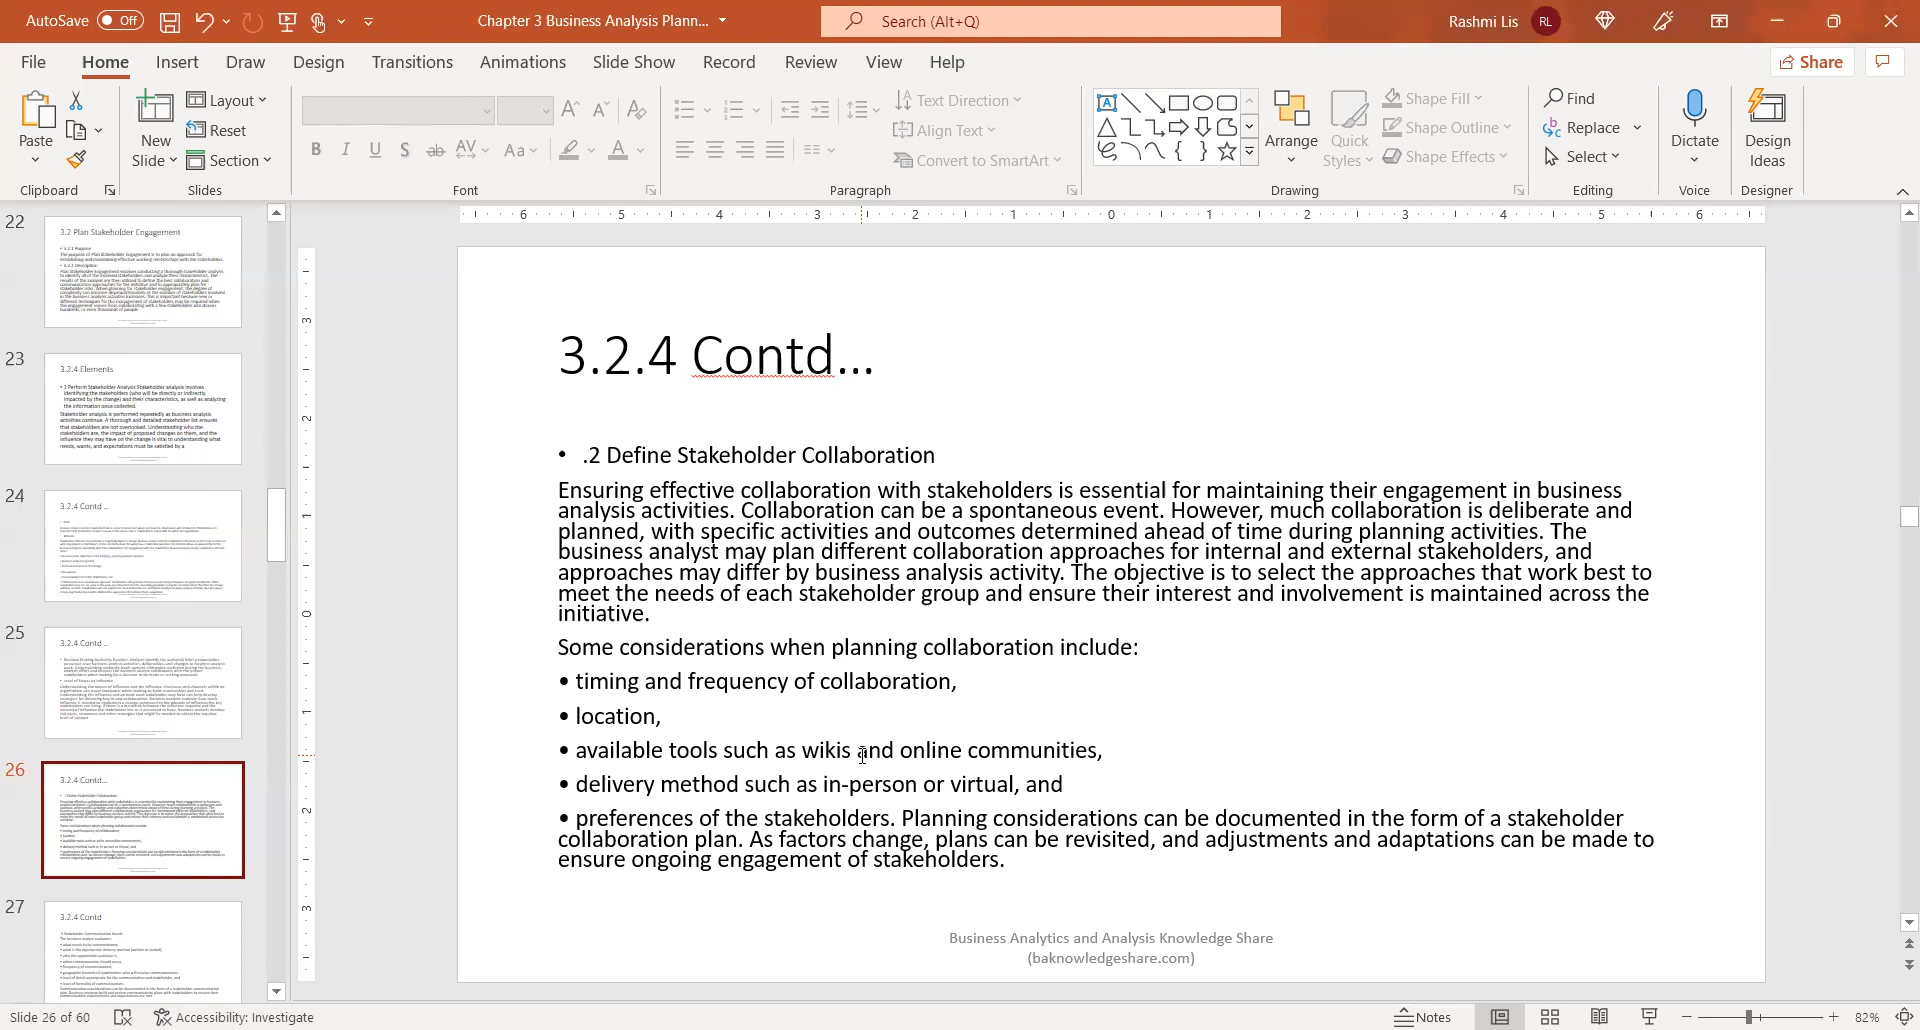 AutoSave Off Chapter 3 Business Analysis Plann... Search (Alt+Q) Rashmi Lis RL
File Home Insert Draw Design Transitions Animations Slide Show Record Review View Help Share
Paste
New Slide
Layout
Reset
Section
Text Direction
Align Text
Convert to SmartArt
Arrange
Quick Styles
Shape Fill
Shape Outline
Shape Effects
Find
Replace
Select
Dictate
Design Ideas
Clipboard Slides Font Paragraph Drawing Editing Voice Designer
22
3.2 Plan Stakeholder Engagement
23
3.2.4 Elements
24
3.2.4 Contd ..
25
3.2.4 Contd ..
26
3.2.4 Contd...
27
3.2.4 Contd
3.2.4 Contd...
• .2 Define Stakeholder Collaboration
Ensuring effective collaboration with stakeholders is essential for maintaining their engagement in business
analysis activities. Collaboration can be a spontaneous event. However, much collaboration is deliberate and
planned, with specific activities and outcomes determined ahead of time during planning activities. The
business analyst may plan different collaboration approaches for internal and external stakeholders, and
approaches may differ by business analysis activity. The objective is to select the approaches that work best to
meet the needs of each stakeholder group and ensure their interest and involvement is maintained across the
initiative.
Some considerations when planning collaboration include:
• timing and frequency of collaboration,
• location,
• available tools such as wikis and online communities,
• delivery method such as in-person or virtual, and
• preferences of the stakeholders. Planning considerations can be documented in the form of a stakeholder
collaboration plan. As factors change, plans can be revisited, and adjustments and adaptations can be made to
ensure ongoing engagement of stakeholders.
Business Analytics and Analysis Knowledge Share
(baknowledgeshare.com)
Slide 26 of 60 Accessibility: Investigate Notes 82%